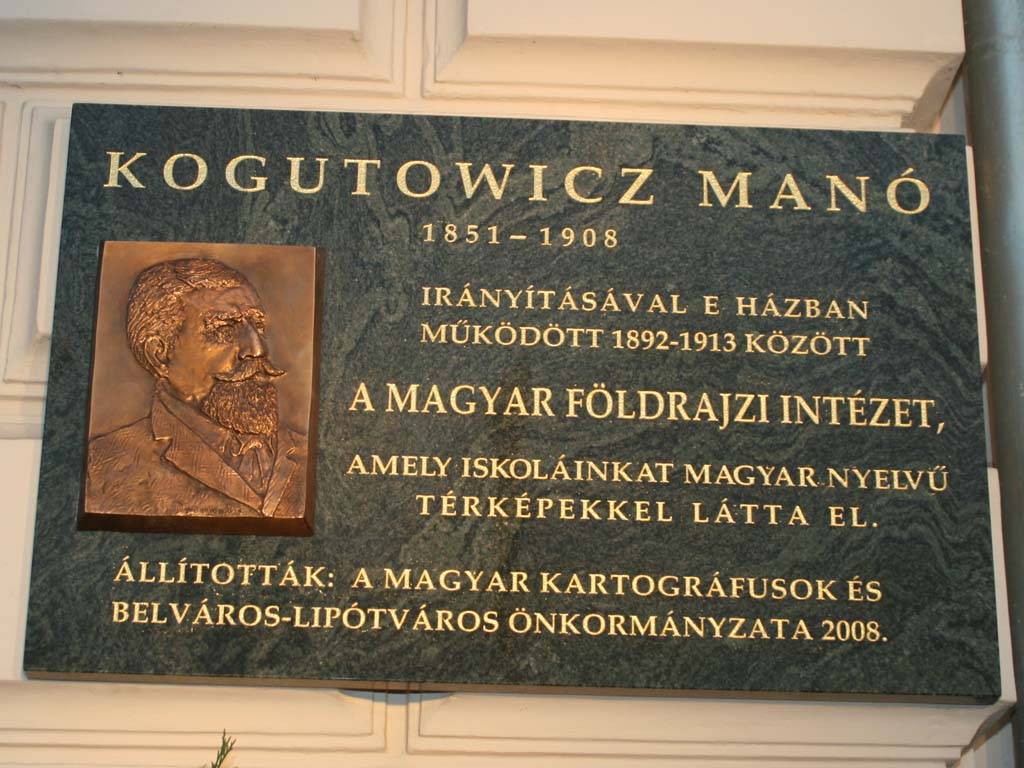 KOGUTOWICZ MANÓ
1851–1908
IRÁNYÍTÁSÁVAL E HÁZBAN
MŰKÖDÖTT 1892-1913 KÖZÖTT
A MAGYAR FÖLDRAJZI INTÉZET,
AMELY ISKOLÁINKAT MAGYAR NYELVŰ
TÉRKÉPEKKEL LÁTTA EL.
ÁLLÍTOTTÁK: A MAGYAR KARTOGRÁFUSOK ÉS
BELVÁROS-LIPÓTVÁROS ÖNKORMÁNYZATA 2008.